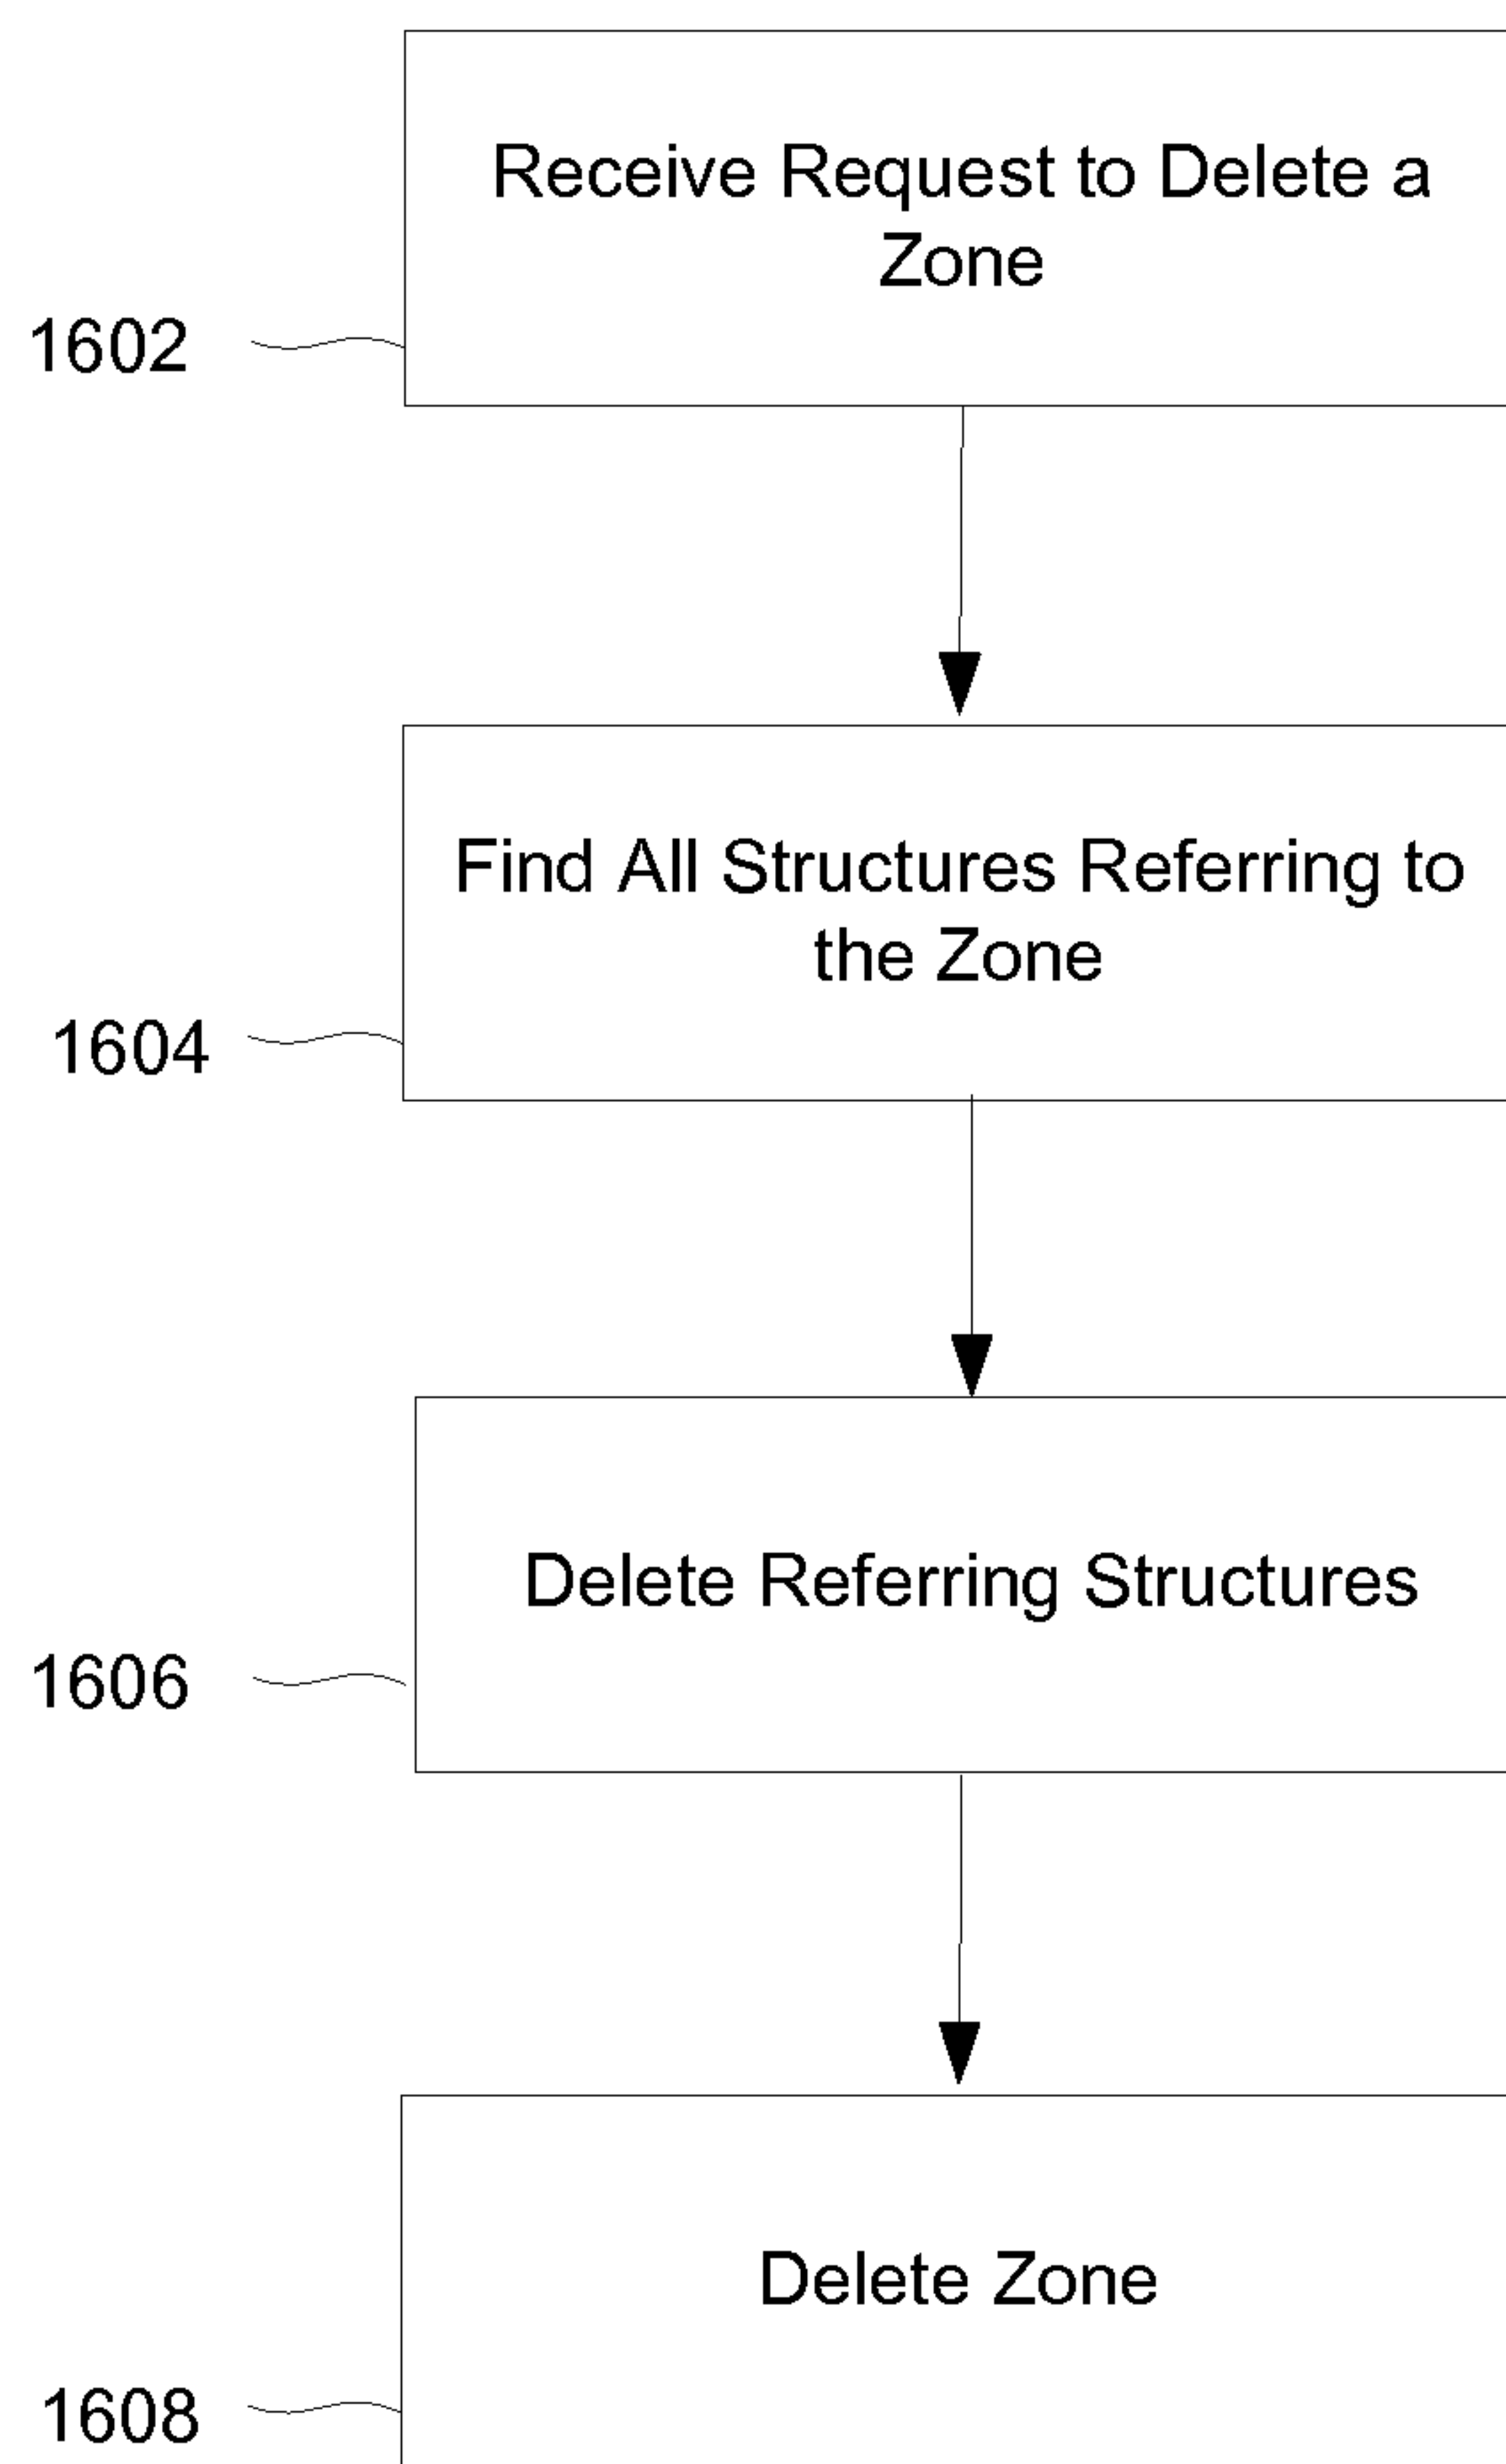 Receive Request to Delete a
Zone
1602
Find All Structures Referring to
the Zone
1604
Delete Referring Structures
1606
Delete Zone
1608